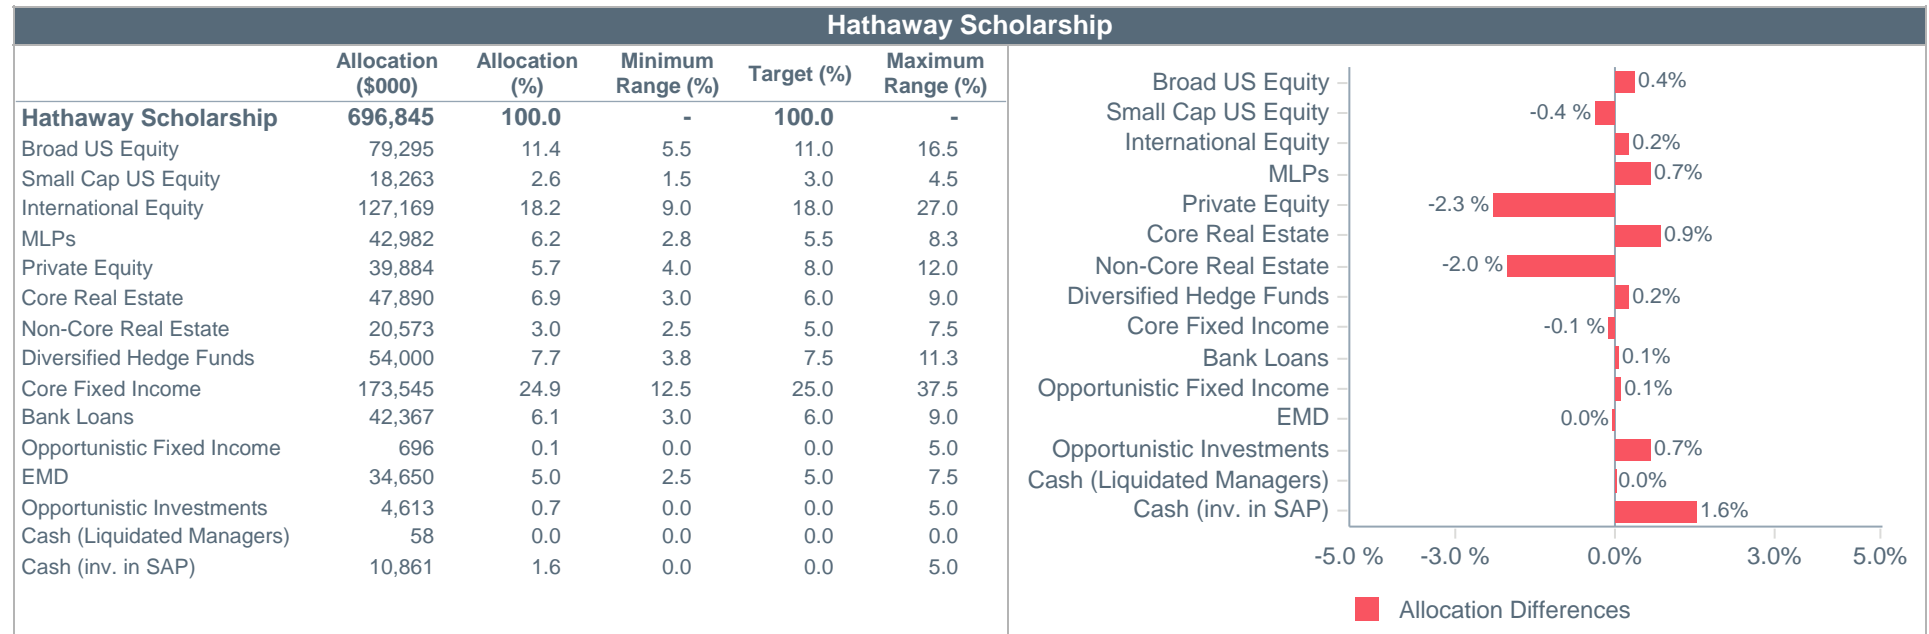 Hathaway Scholarship
Allocation ($000) Allocation (%) Minimum Range (%) Target (%) Maximum Range (%)
Hathaway Scholarship 696,845 100.0 - 100.0 -
Broad US Equity 79,295 11.4 5.5 11.0 16.5
Small Cap US Equity 18,263 2.6 1.5 3.0 4.5
International Equity 127,169 18.2 9.0 18.0 27.0
MLPs 42,982 6.2 2.8 5.5 8.3
Private Equity 39,884 5.7 4.0 8.0 12.0
Core Real Estate 47,890 6.9 3.0 6.0 9.0
Non-Core Real Estate 20,573 3.0 2.5 5.0 7.5
Diversified Hedge Funds 54,000 7.7 3.8 7.5 11.3
Core Fixed Income 173,545 24.9 12.5 25.0 37.5
Bank Loans 42,367 6.1 3.0 6.0 9.0
Opportunistic Fixed Income 696 0.1 0.0 0.0 5.0
EMD 34,650 5.0 2.5 5.0 7.5
Opportunistic Investments 4,613 0.7 0.0 0.0 5.0
Cash (Liquidated Managers) 58 0.0 0.0 0.0 0.0
Cash (inv. in SAP) 10,861 1.6 0.0 0.0 5.0
Broad US Equity 0.4%
Small Cap US Equity -0.4 %
International Equity 0.2%
MLPs 0.7%
Private Equity -2.3 %
Core Real Estate 0.9%
Non-Core Real Estate -2.0 %
Diversified Hedge Funds 0.2%
Core Fixed Income -0.1 %
Bank Loans 0.1%
Opportunistic Fixed Income 0.1%
EMD 0.0%
Opportunistic Investments 0.7%
Cash (Liquidated Managers) 0.0%
Cash (inv. in SAP) 1.6%
-5.0 % -3.0 % 0.0% 3.0% 5.0%
Allocation Differences